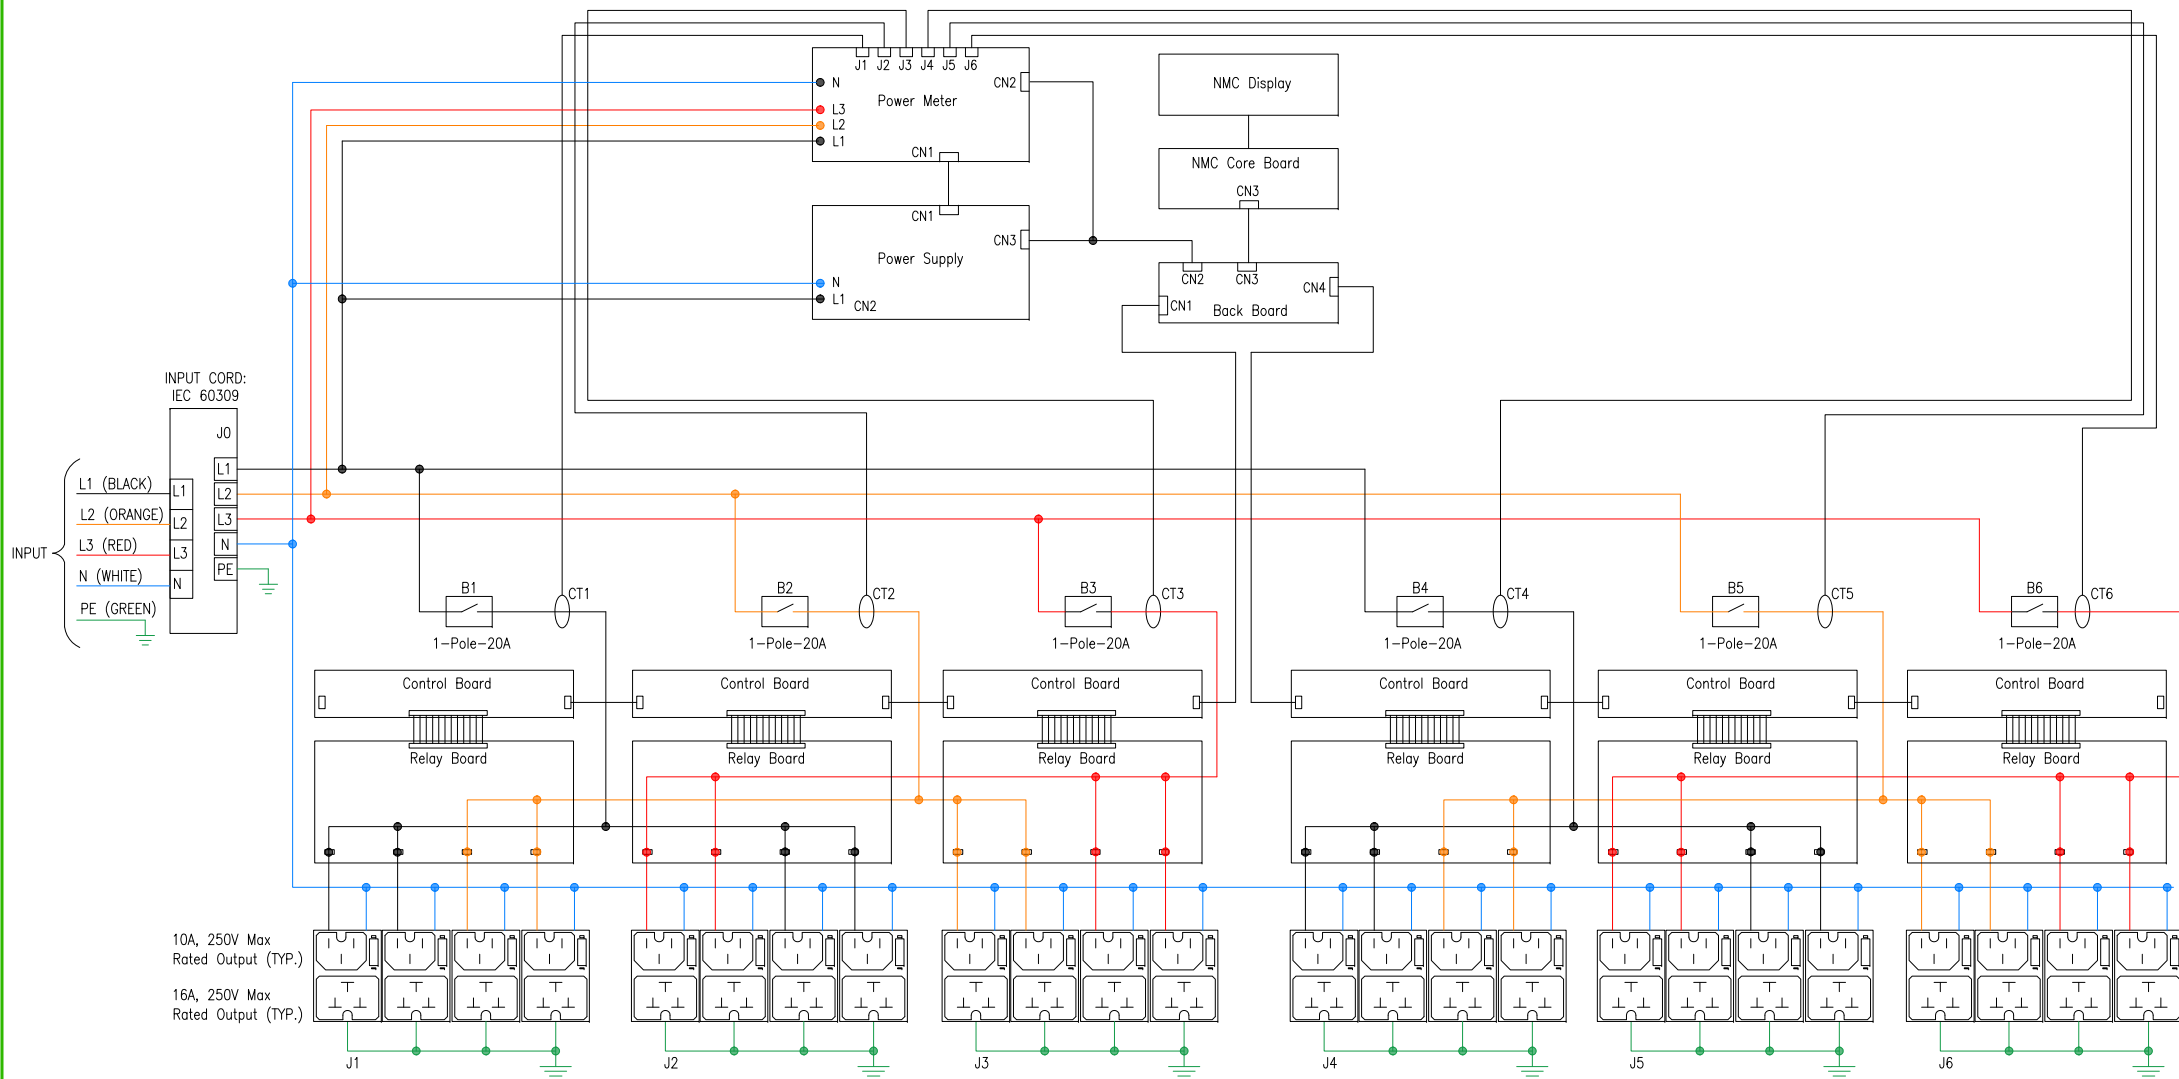 J1 J2 J3 J4 J5 J6
N
L3
L2
L1
Power Meter
CN2
CN1
NMC Display
NMC Core Board
CN3
CN1
CN3
Power Supply
N
L1
CN2
CN2 CN3
CN4
CN1
Back Board
INPUT CORD:
IEC 60309
J0
L1
L2
L3
N
PE
L1
L2
L3
N
INPUT
L1 (BLACK)
L2 (ORANGE)
L3 (RED)
N (WHITE)
PE (GREEN)
B1 CT1
1-Pole-20A
B2 CT2
1-Pole-20A
B3 CT3
1-Pole-20A
B4 CT4
1-Pole-20A
B5 CT5
1-Pole-20A
B6 CT6
1-Pole-20A
Control Board
Control Board
Control Board
Control Board
Control Board
Control Board
Relay Board
Relay Board
Relay Board
Relay Board
Relay Board
Relay Board
10A, 250V Max
Rated Output (TYP.)
16A, 250V Max
Rated Output (TYP.)
J1
J2
J3
J4
J5
J6